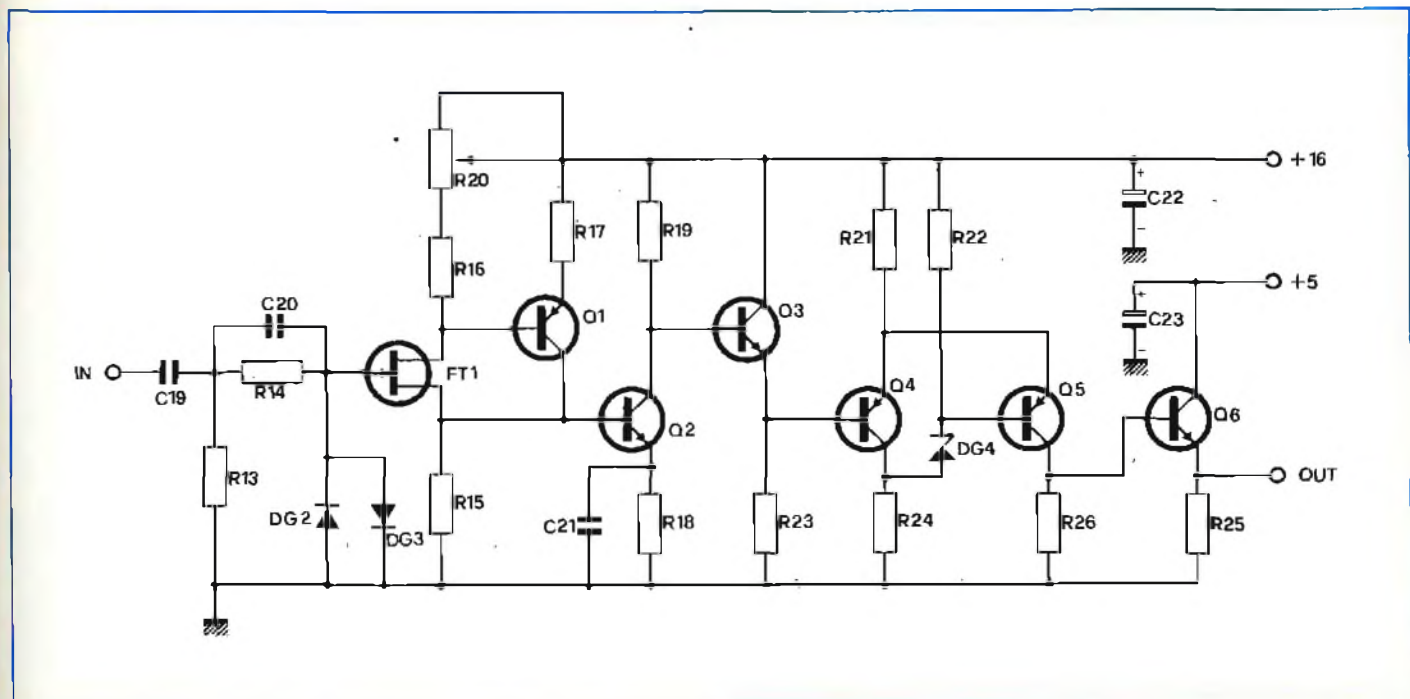 +16
R20
C22
R17
R19
R21
R22
R16
+5
C20
Q1
Q3
C23
IN
FT1
C19
R14
Q4
Q5
Q6
Q2
DG4
OUT
R13
R15
DG2
DG3
C21
R18
R23
R24
R26
R25
+
-
+
-